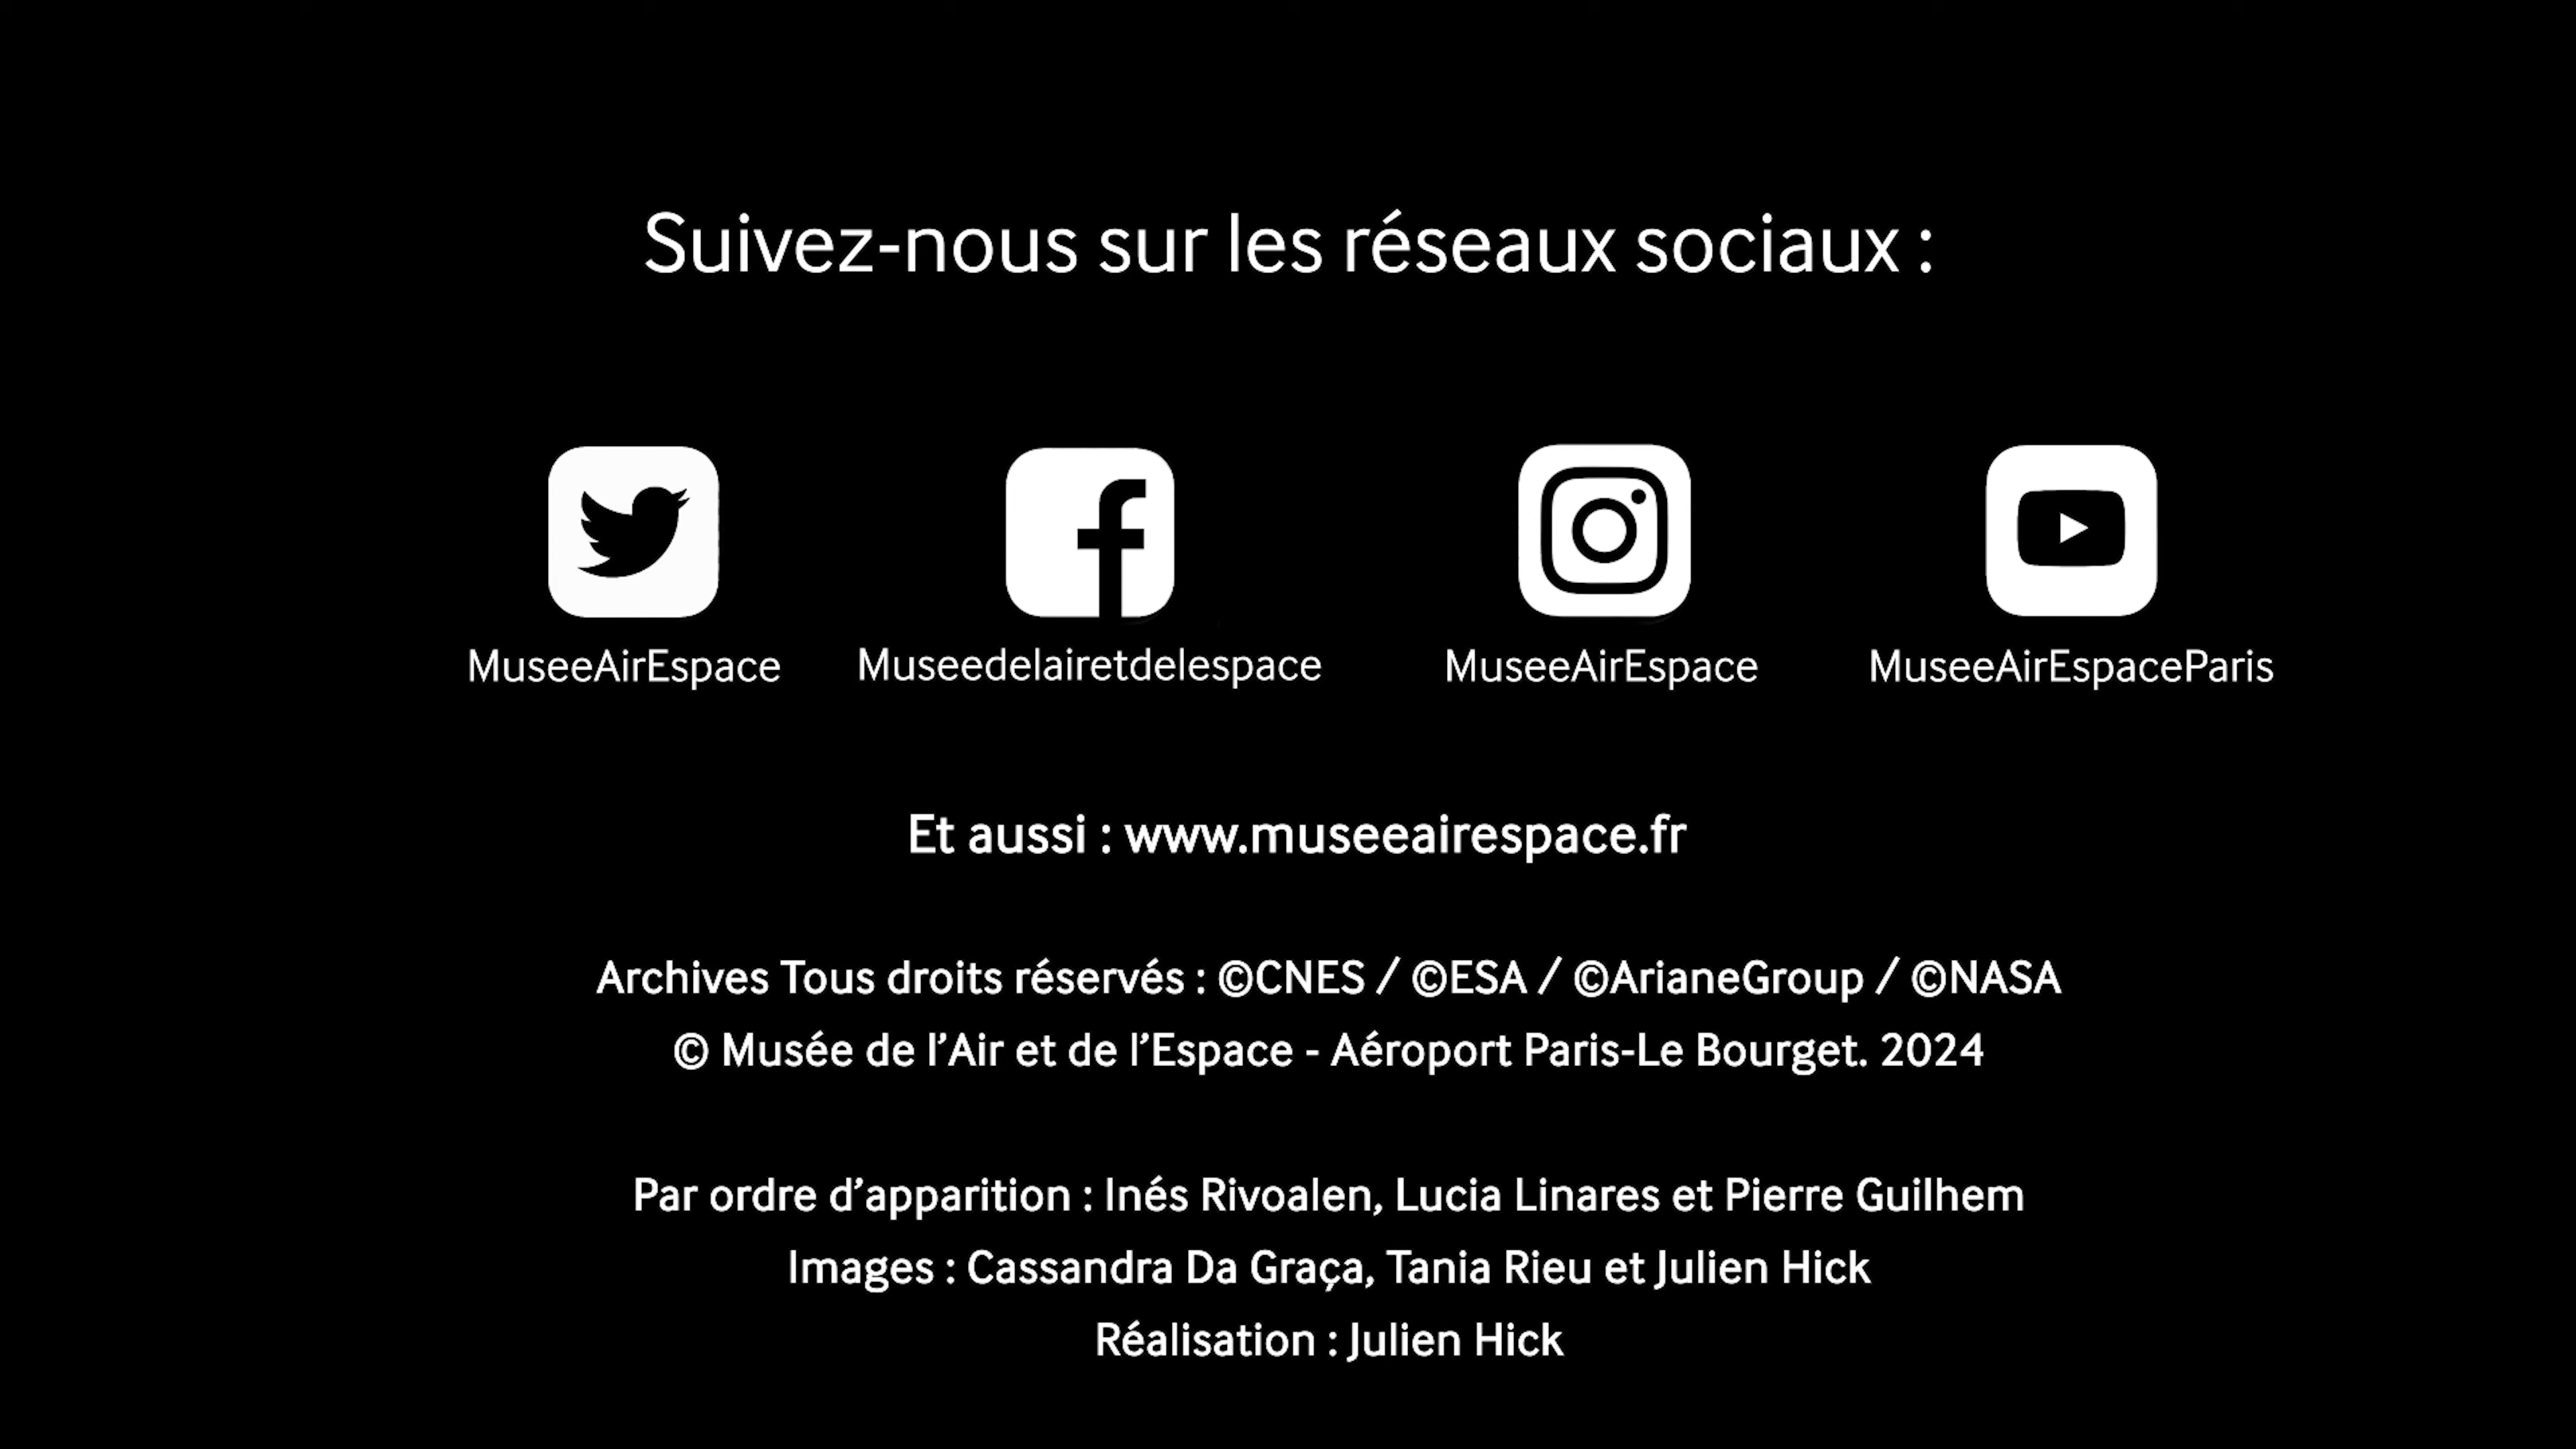 Suivez-nous sur les réseaux sociaux :
MuseeAirEspace Museedelairetdelespace MuseeAirEspace MuseeAirEspaceParis
Et aussi : www.museeairespace.fr
Archives Tous droits réservés : ©CNES / ©ESA / ©ArianeGroup / ©NASA
© Musée de l’Air et de l’Espace - Aéroport Paris-Le Bourget. 2024
Par ordre d’apparition : Inés Rivoalen, Lucia Linares et Pierre Guilhem
Images : Cassandra Da Graça, Tania Rieu et Julien Hick
Réalisation : Julien Hick